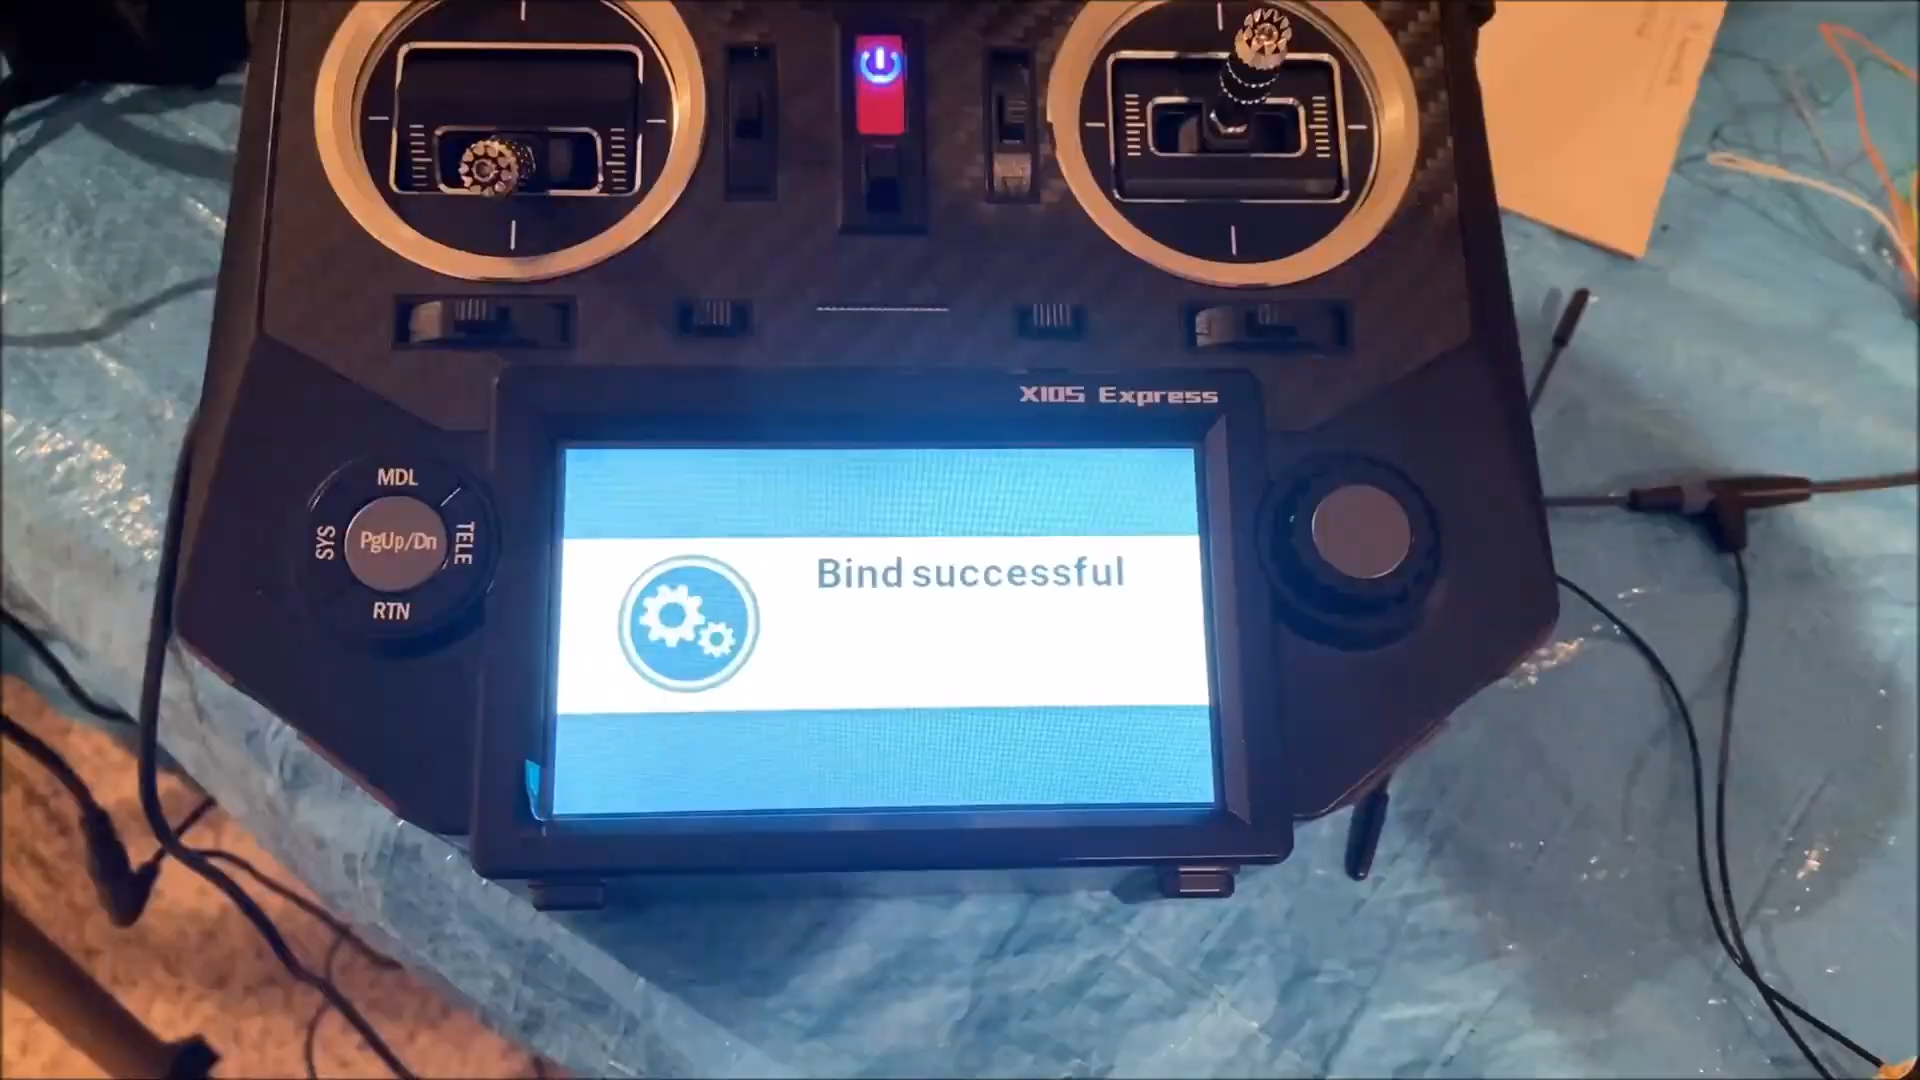 X10S Express
MDL
SYS
PgUp/Dn
TELE
RTN
Bind successful